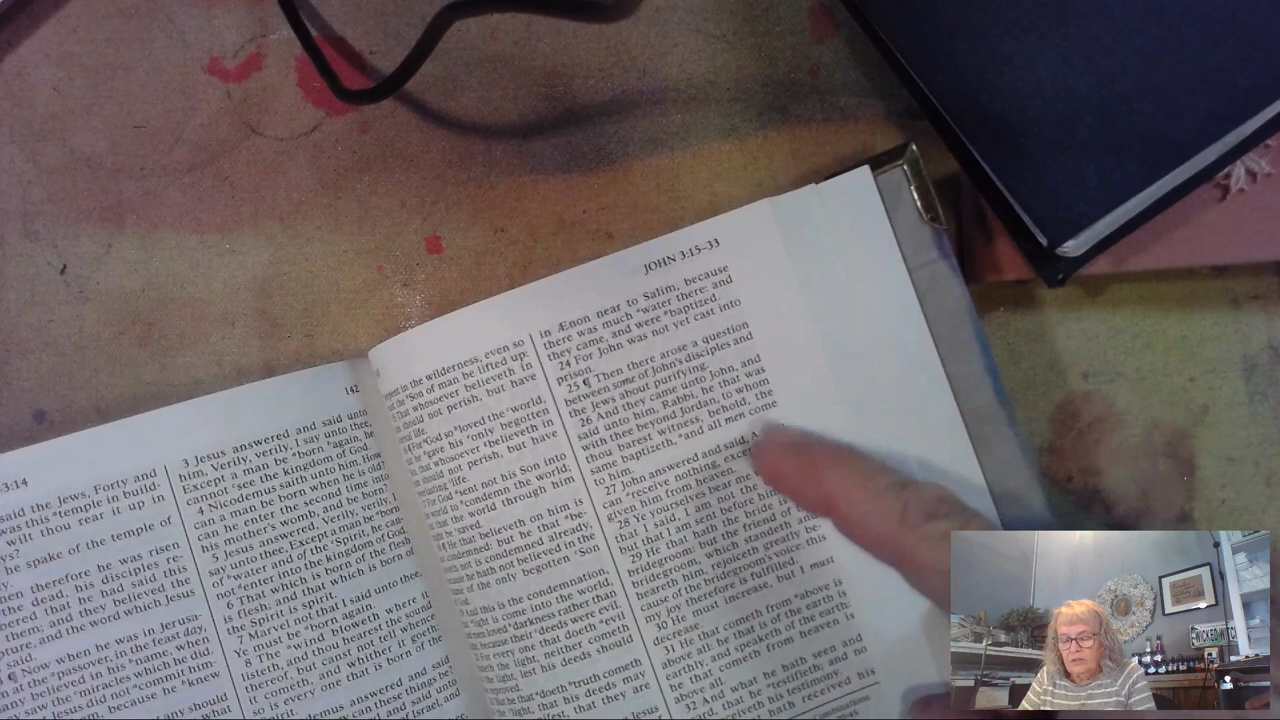 3:14
said the Jews, Forty and
was this temple in build-
wilt thou rear it up in
ys?
he spake of the temple of
y.
hen therefore he was risen
the dead, his disciples re-
bered that he had said this
them; and they believed the
pture, and the word which Jesus
said.
¶ Now when he was in Jerusa-
at the passover, in the feast day,
y believed in his name, when
saw the miracles which he did.
Jesus did not commit him-
because he knew
any should
what
142
3 Jesus answered and said unto
him, Verily, verily, I say unto thee,
Except a man be born again, he
cannot see the kingdom of God.
4 Nicodemus saith unto him, How
can a man be born when he is old?
can he enter the second time into
his mother's womb, and be born?
5 Jesus answered, Verily, verily, I
say unto thee, Except a man be born
of water and of the Spirit, he can-
not enter into the kingdom of God.
6 That which is born of the flesh is
flesh; and that which is born of
the Spirit is spirit.
7 Marvel not that I said unto thee,
Ye must be born again.
8 The wind bloweth where it
listeth, and thou hearest the sound
thereof, but canst not tell whence
it cometh, and whither it goeth:
so is every one that is born of the
Spirit.
demus answered and said
these things
and said unto
of Israel, and
JOHN 3:15–33
in the wilderness, even so
the Son of man be lifted up:
That whosoever believeth in
should not perish, but have
eternal life.
For God so loved the world,
he gave his only begotten
that whosoever believeth in
should not perish, but have
life.
For God sent not his Son into
world to condemn the world;
that the world through him
be saved.
He that believeth on him is
condemned: but he that be-
not is condemned already,
he hath not believed in the
of the only begotten Son
God.
And this is the condemnation,
light is come into the world,
men loved darkness rather than
because their deeds were evil.
For every one that doeth evil
the light, neither cometh
light, lest his deeds should
reproved.
But he that doeth truth cometh
the light, that his deeds may
manifest, that they are
Jesus
in Ænon near to Salim, because
there was much water there: and
they came, and were baptized.
24 For John was not yet cast into
prison.
25 ¶ Then there arose a question
between some of John's disciples and
the Jews about purifying.
26 And they came unto John, and
said unto him, Rabbi, he that was
with thee beyond Jordan, to whom
thou barest witness, behold, the
same baptizeth, and all men come
to him.
27 John answered and said, A
can receive nothing, except
given him from heaven.
28 Ye yourselves bear me
that I said, I am not the
but that I am sent before him.
29 He that hath the bride
bridegroom: but the friend
bridegroom, which standeth and
heareth him, rejoiceth greatly be-
cause of the bridegroom's voice: this
my joy therefore is fulfilled.
30 He must increase, but I must
decrease.
31 He that cometh from above is
above all: he that is of the earth is
earthly, and speaketh of the earth:
he that cometh from heaven is
above all.
32 And what he hath seen and
heard, that he testifieth; and no
receiveth his testimony.
hath received his
WICKED WITCH